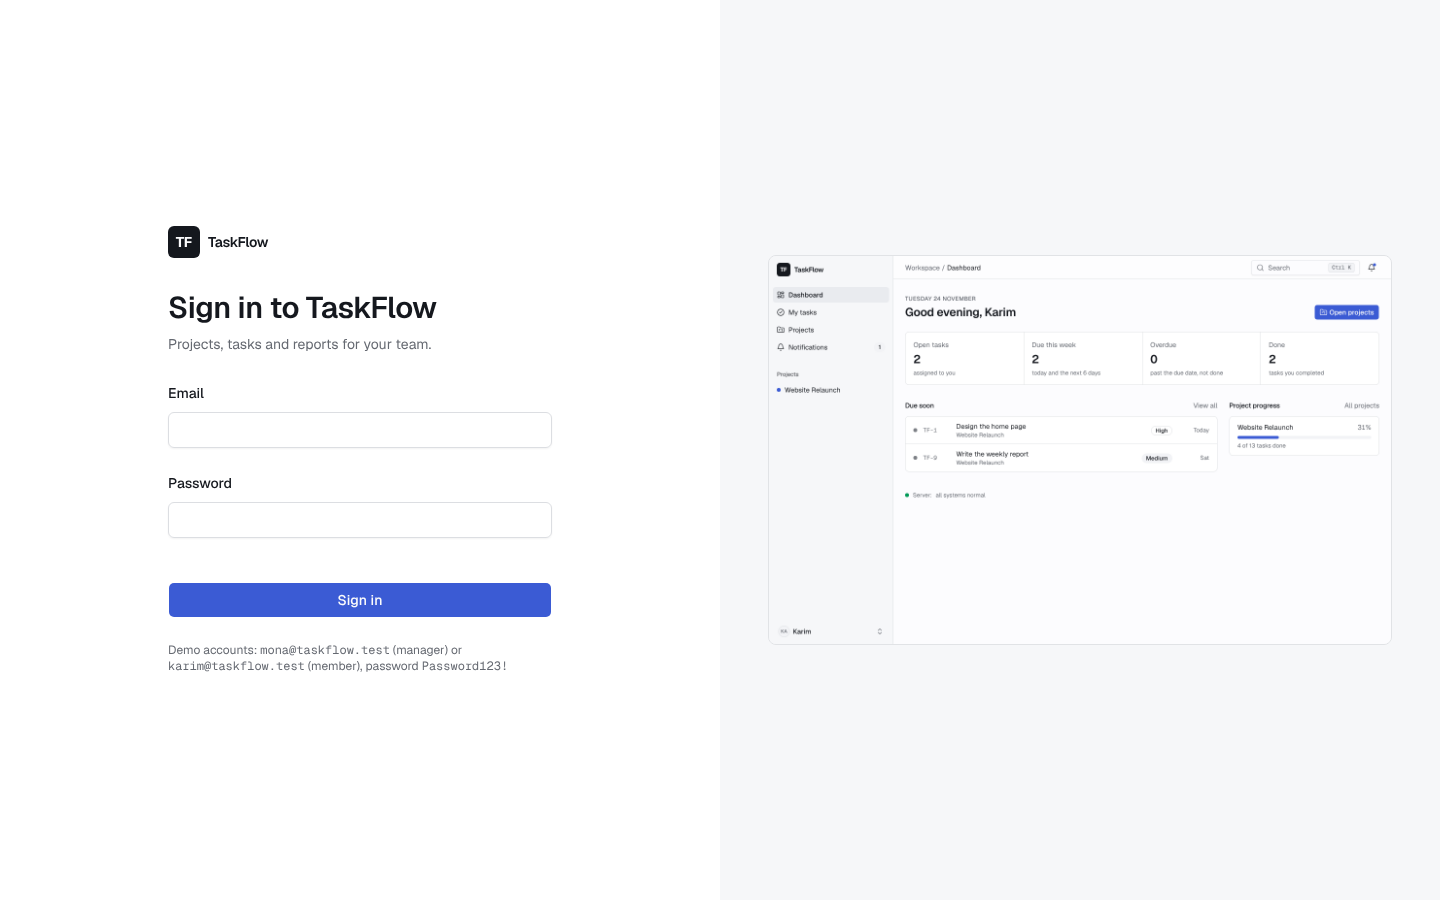 TF TaskFlow
Sign in to TaskFlow
Projects, tasks and reports for your team.
Email
Password
Sign in
Demo accounts: mona@taskflow.test (manager) or
karim@taskflow.test (member), password Password123!
TF TaskFlow
Dashboard
My tasks
Projects
Notifications 1
Projects
Website Relaunch
KA Karim
Workspace / Dashboard
Search Ctrl K
TUESDAY 24 NOVEMBER
Good evening, Karim
Open projects
Open tasks
2
assigned to you
Due this week
2
today and the next 6 days
Overdue
0
past the due date, not done
Done
2
tasks you completed
Due soon View all
TF-1 Design the home page High Today
Website Relaunch
TF-9 Write the weekly report Medium Sat
Website Relaunch
Project progress All projects
Website Relaunch 31%
4 of 13 tasks done
Server: all systems normal